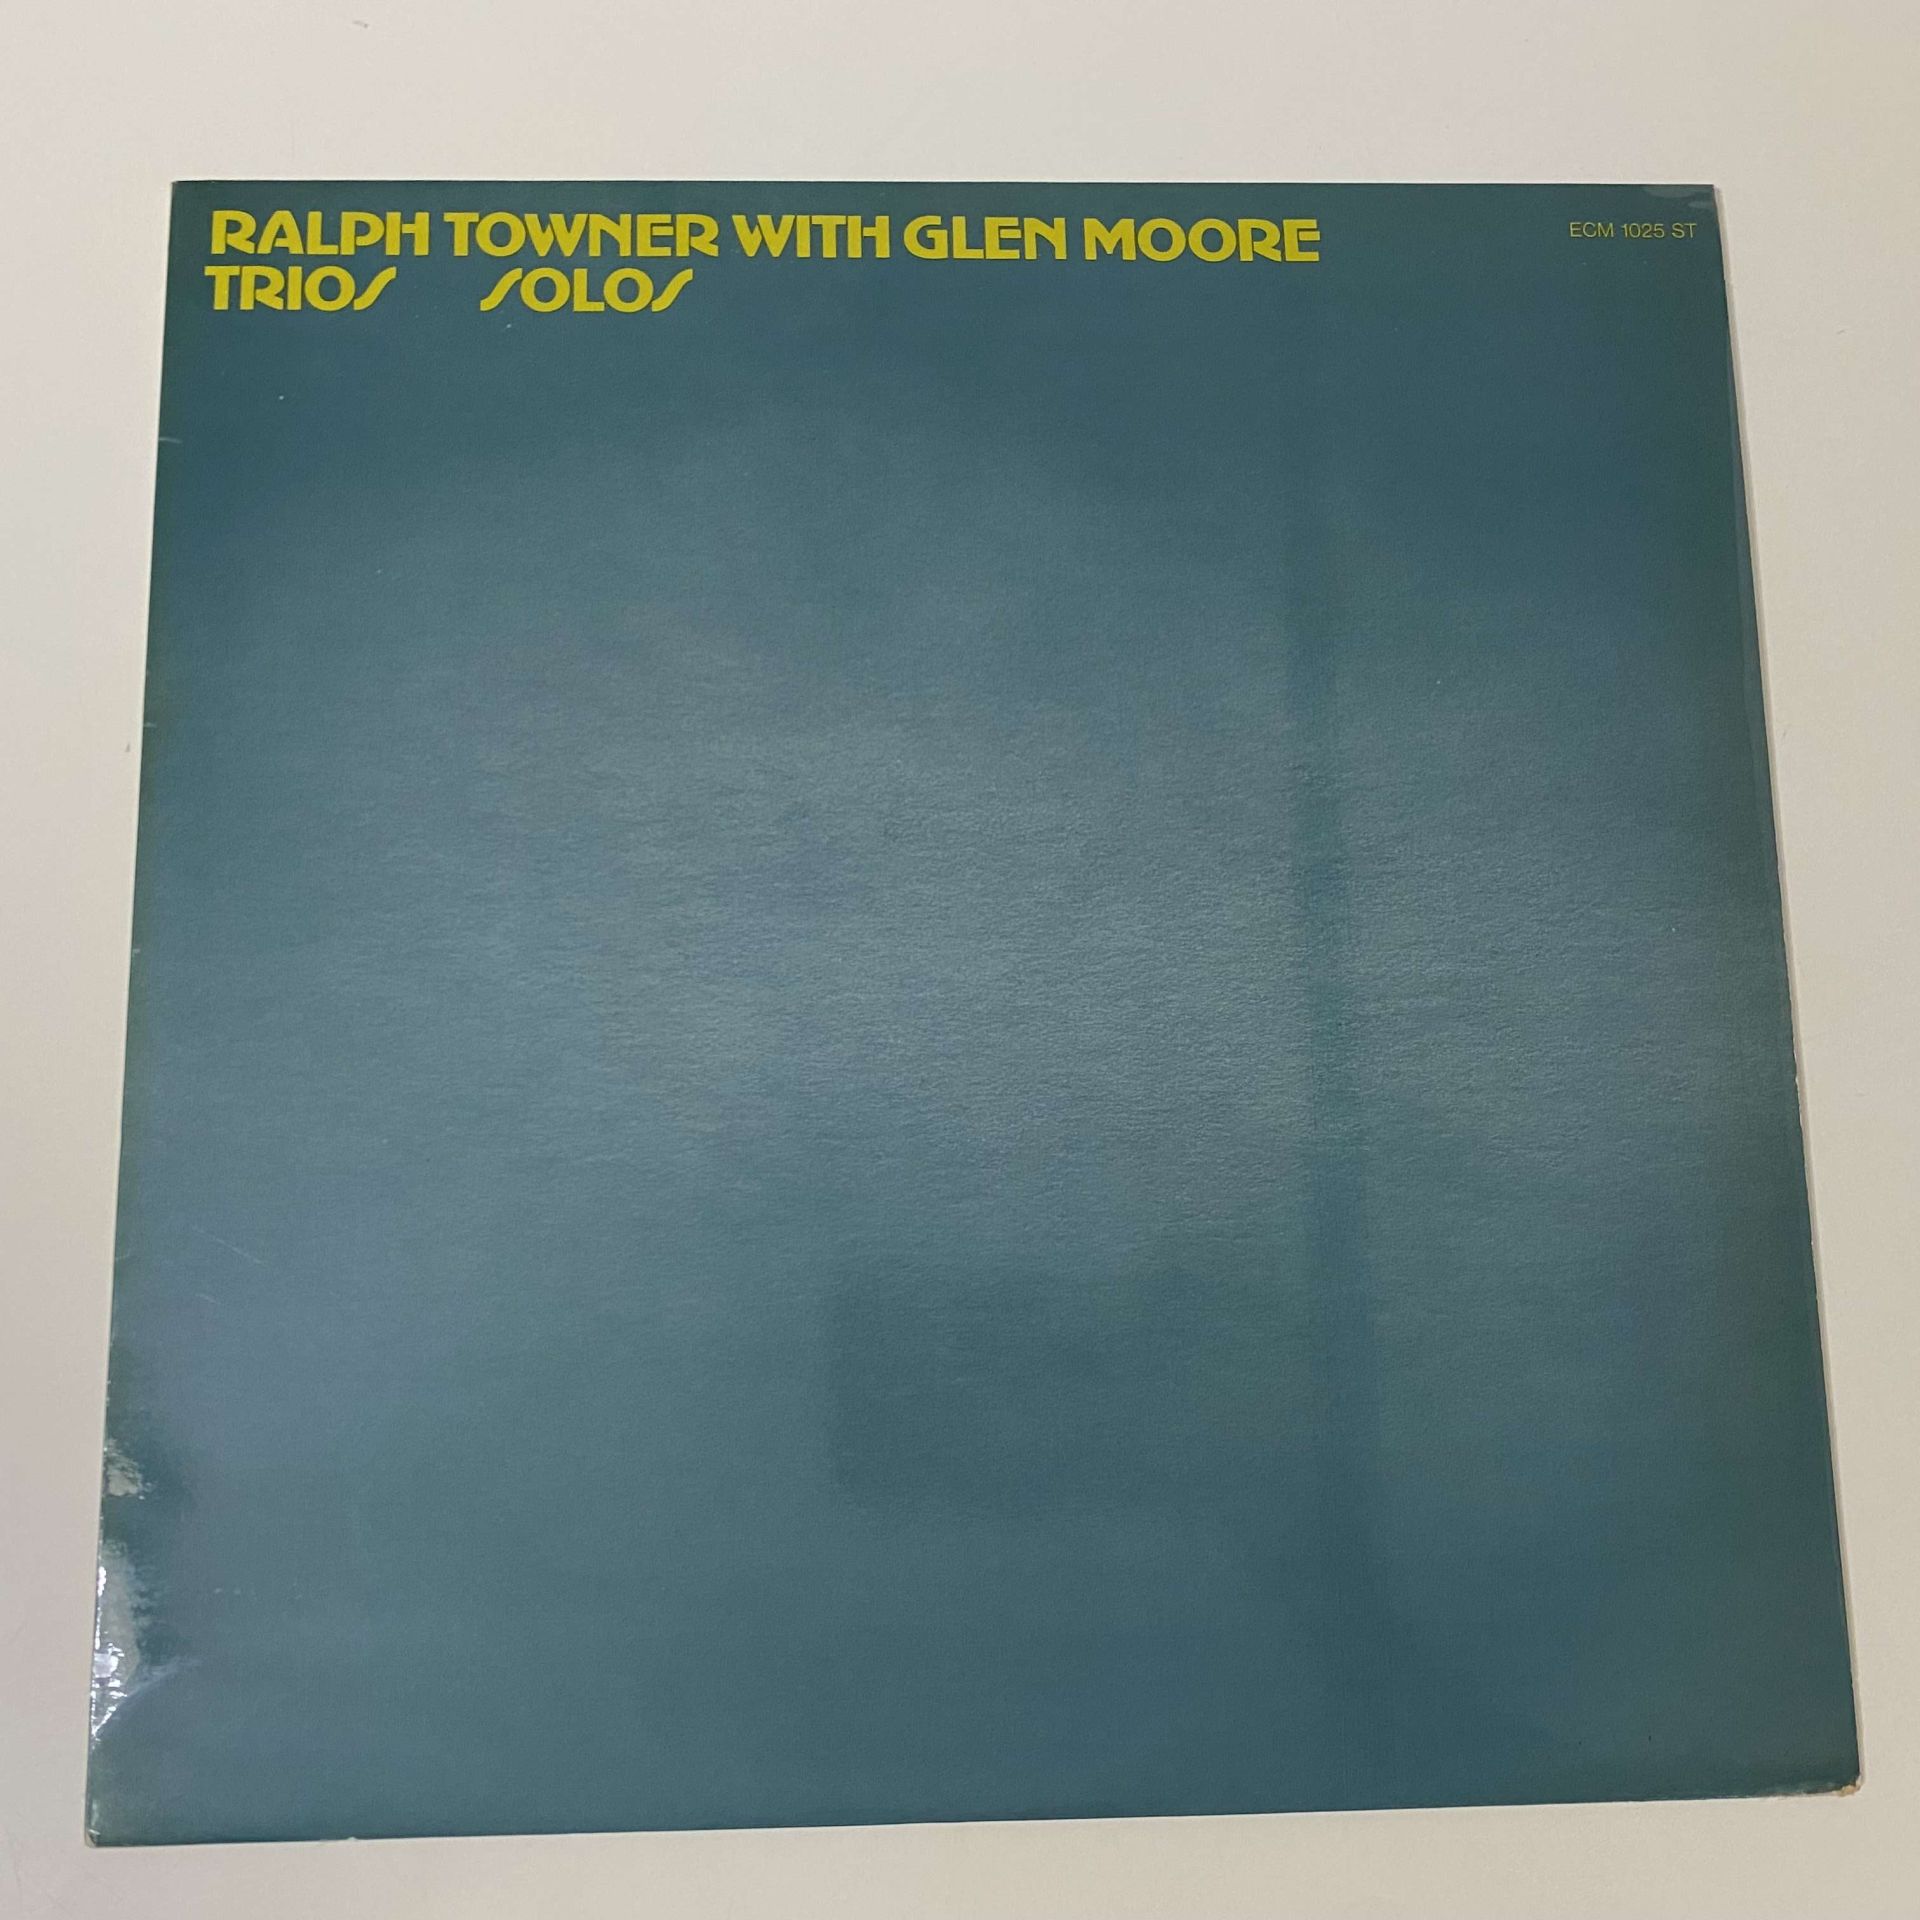 RALPH TOWNER WITH GLEN MOORE
TRIOS SOLOS
ECM 1025 ST